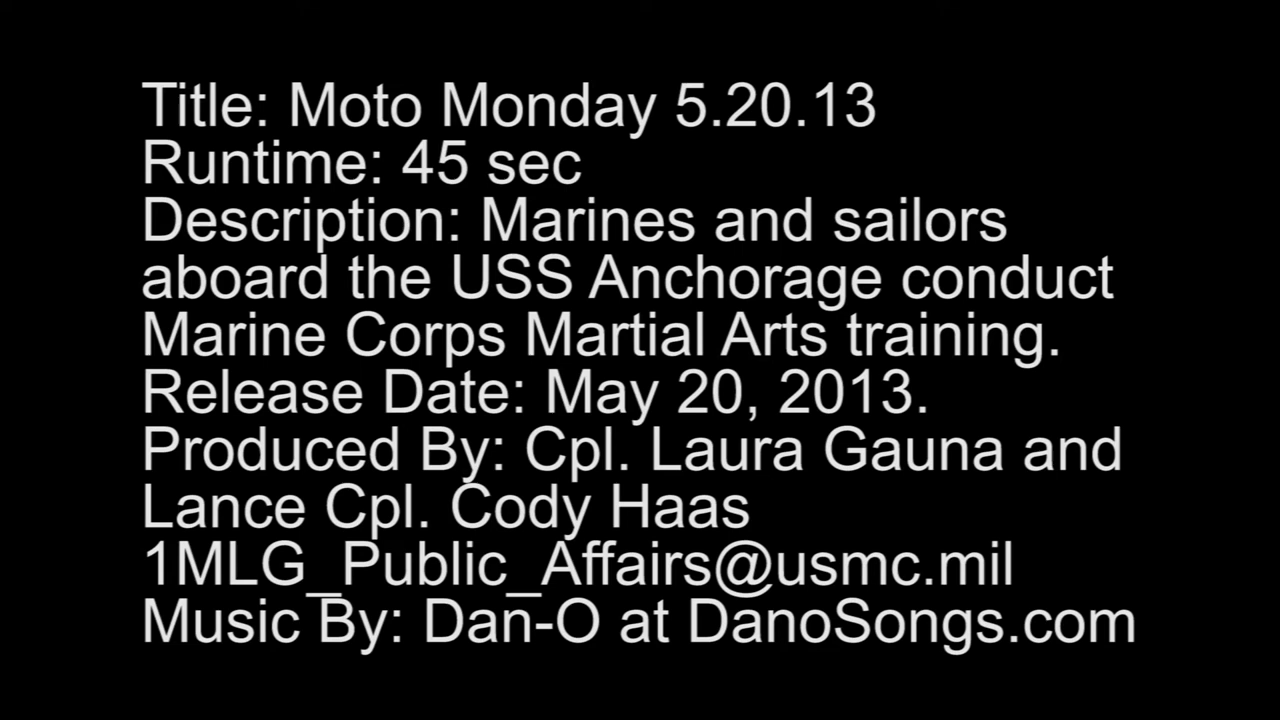 Title: Moto Monday 5.20.13
Runtime: 45 sec
Description: Marines and sailors
aboard the USS Anchorage conduct
Marine Corps Martial Arts training.
Release Date: May 20, 2013.
Produced By: Cpl. Laura Gauna and
Lance Cpl. Cody Haas
1MLG_Public_Affairs@usmc.mil
Music By: Dan-O at DanoSongs.com